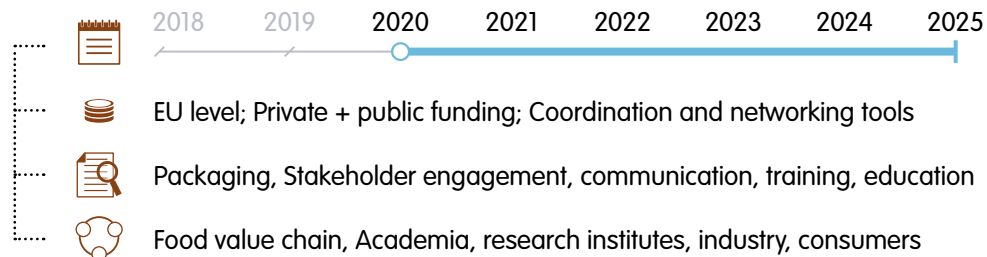 2018 2019 2020 2021 2022 2023 2024 2025
EU level; Private + public funding; Coordination and networking tools
Packaging, Stakeholder engagement, communication, training, education
Food value chain, Academia, research institutes, industry, consumers